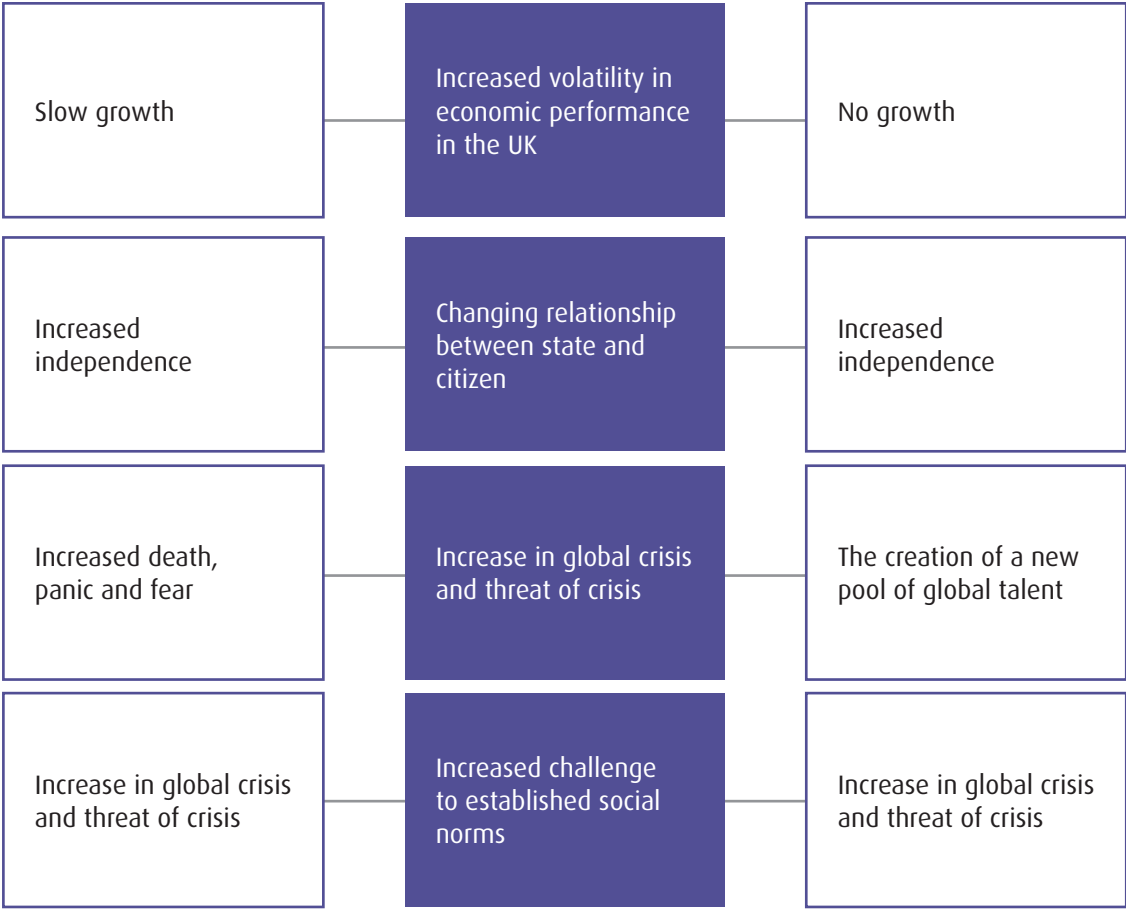 Slow growth
Increased volatility in
economic performance
in the UK
No growth
Increased
independence
Changing relationship
between state and
citizen
Increased
independence
Increased death,
panic and fear
Increase in global crisis
and threat of crisis
The creation of a new
pool of global talent
Increase in global crisis
and threat of crisis
Increased challenge
to established social
norms
Increase in global crisis
and threat of crisis